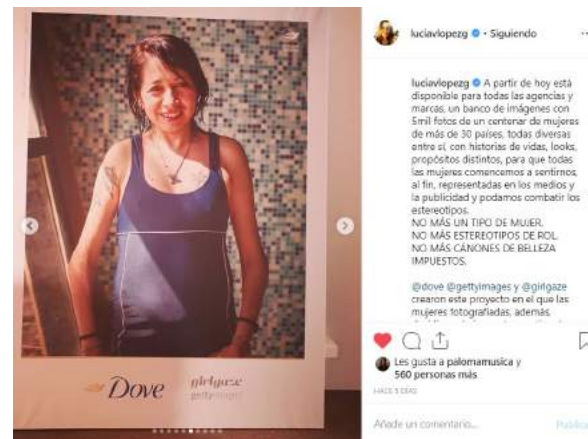 Dove
girlgaze
gettyimages
luciavlopezg • Siguiendo
luciavlopezg A partir de hoy está
disponible para todas las agencias y
marcas, un banco de imágenes con
5mil fotos de un centenar de mujeres
de más de 30 países, todas diversas
entre sí, con historias de vidas, looks,
propósitos distintos, para que todas
las mujeres comencemos a sentirnos,
al fin, representadas en los medios y
la publicidad y podamos combatir los
estereotipos.
NO MÁS UN TIPO DE MUJER.
NO MÁS ESTEREOTIPOS DE ROL.
NO MÁS CÁNONES DE BELLEZA
IMPUESTOS.
@dove @gettyimages y @girlgaze
crearon este proyecto en el que las
mujeres fotografiadas, además,
Les gusta a palomamusica y
560 personas más
HACE 5 DÍAS
Añade un comentario...